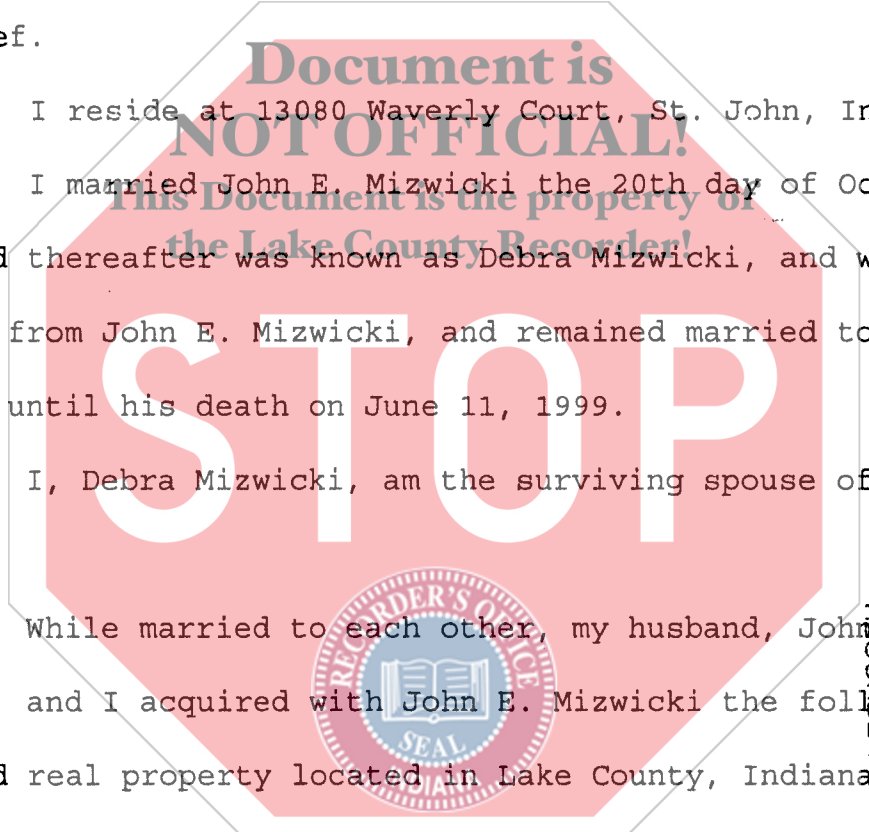 ef.
Document is
I reside at 13080 Waverly Court, St. John, In
NOT OFFICIAL!
I married John E. Mizwicki the 20th day of Oc
This Document is the property of
the Lake County Recorder!
d thereafter was known as Debra Mizwicki, and w
from John E. Mizwicki, and remained married to
STOP
until his death on June 11, 1999.
I, Debra Mizwicki, am the surviving spouse of
While married to each other, my husband, John
and I acquired with John E. Mizwicki the foll
d real property located in Lake County, Indiana
RECORDER'S OFFICE
SEAL
INDIANA